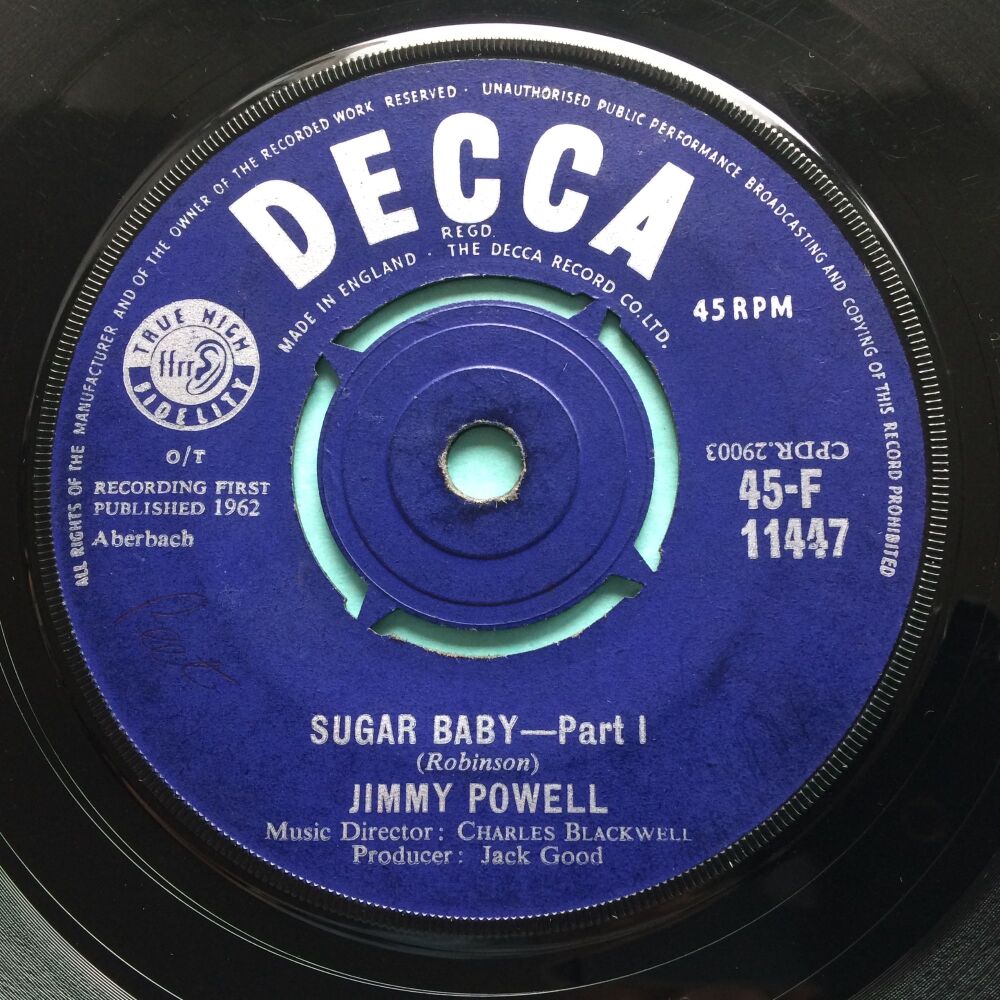 ALL RIGHTS OF THE MANUFACTURER AND OF THE OWNER OF THE RECORDED WORK RESERVED · UNAUTHORISED PUBLIC PERFORMANCE BROADCASTING AND COPYING OF THIS RECORD PROHIBITED
DECCA
REGD.
MADE IN ENGLAND · THE DECCA RECORD CO. LTD.
45 RPM
TRUE HIGH
ffrr
FIDELITY
O/T
RECORDING FIRST
PUBLISHED 1962
Aberbach
CPDR.29003
45-F
11447
SUGAR BABY—Part 1
(Robinson)
JIMMY POWELL
Music Director: CHARLES BLACKWELL
Producer: Jack Good